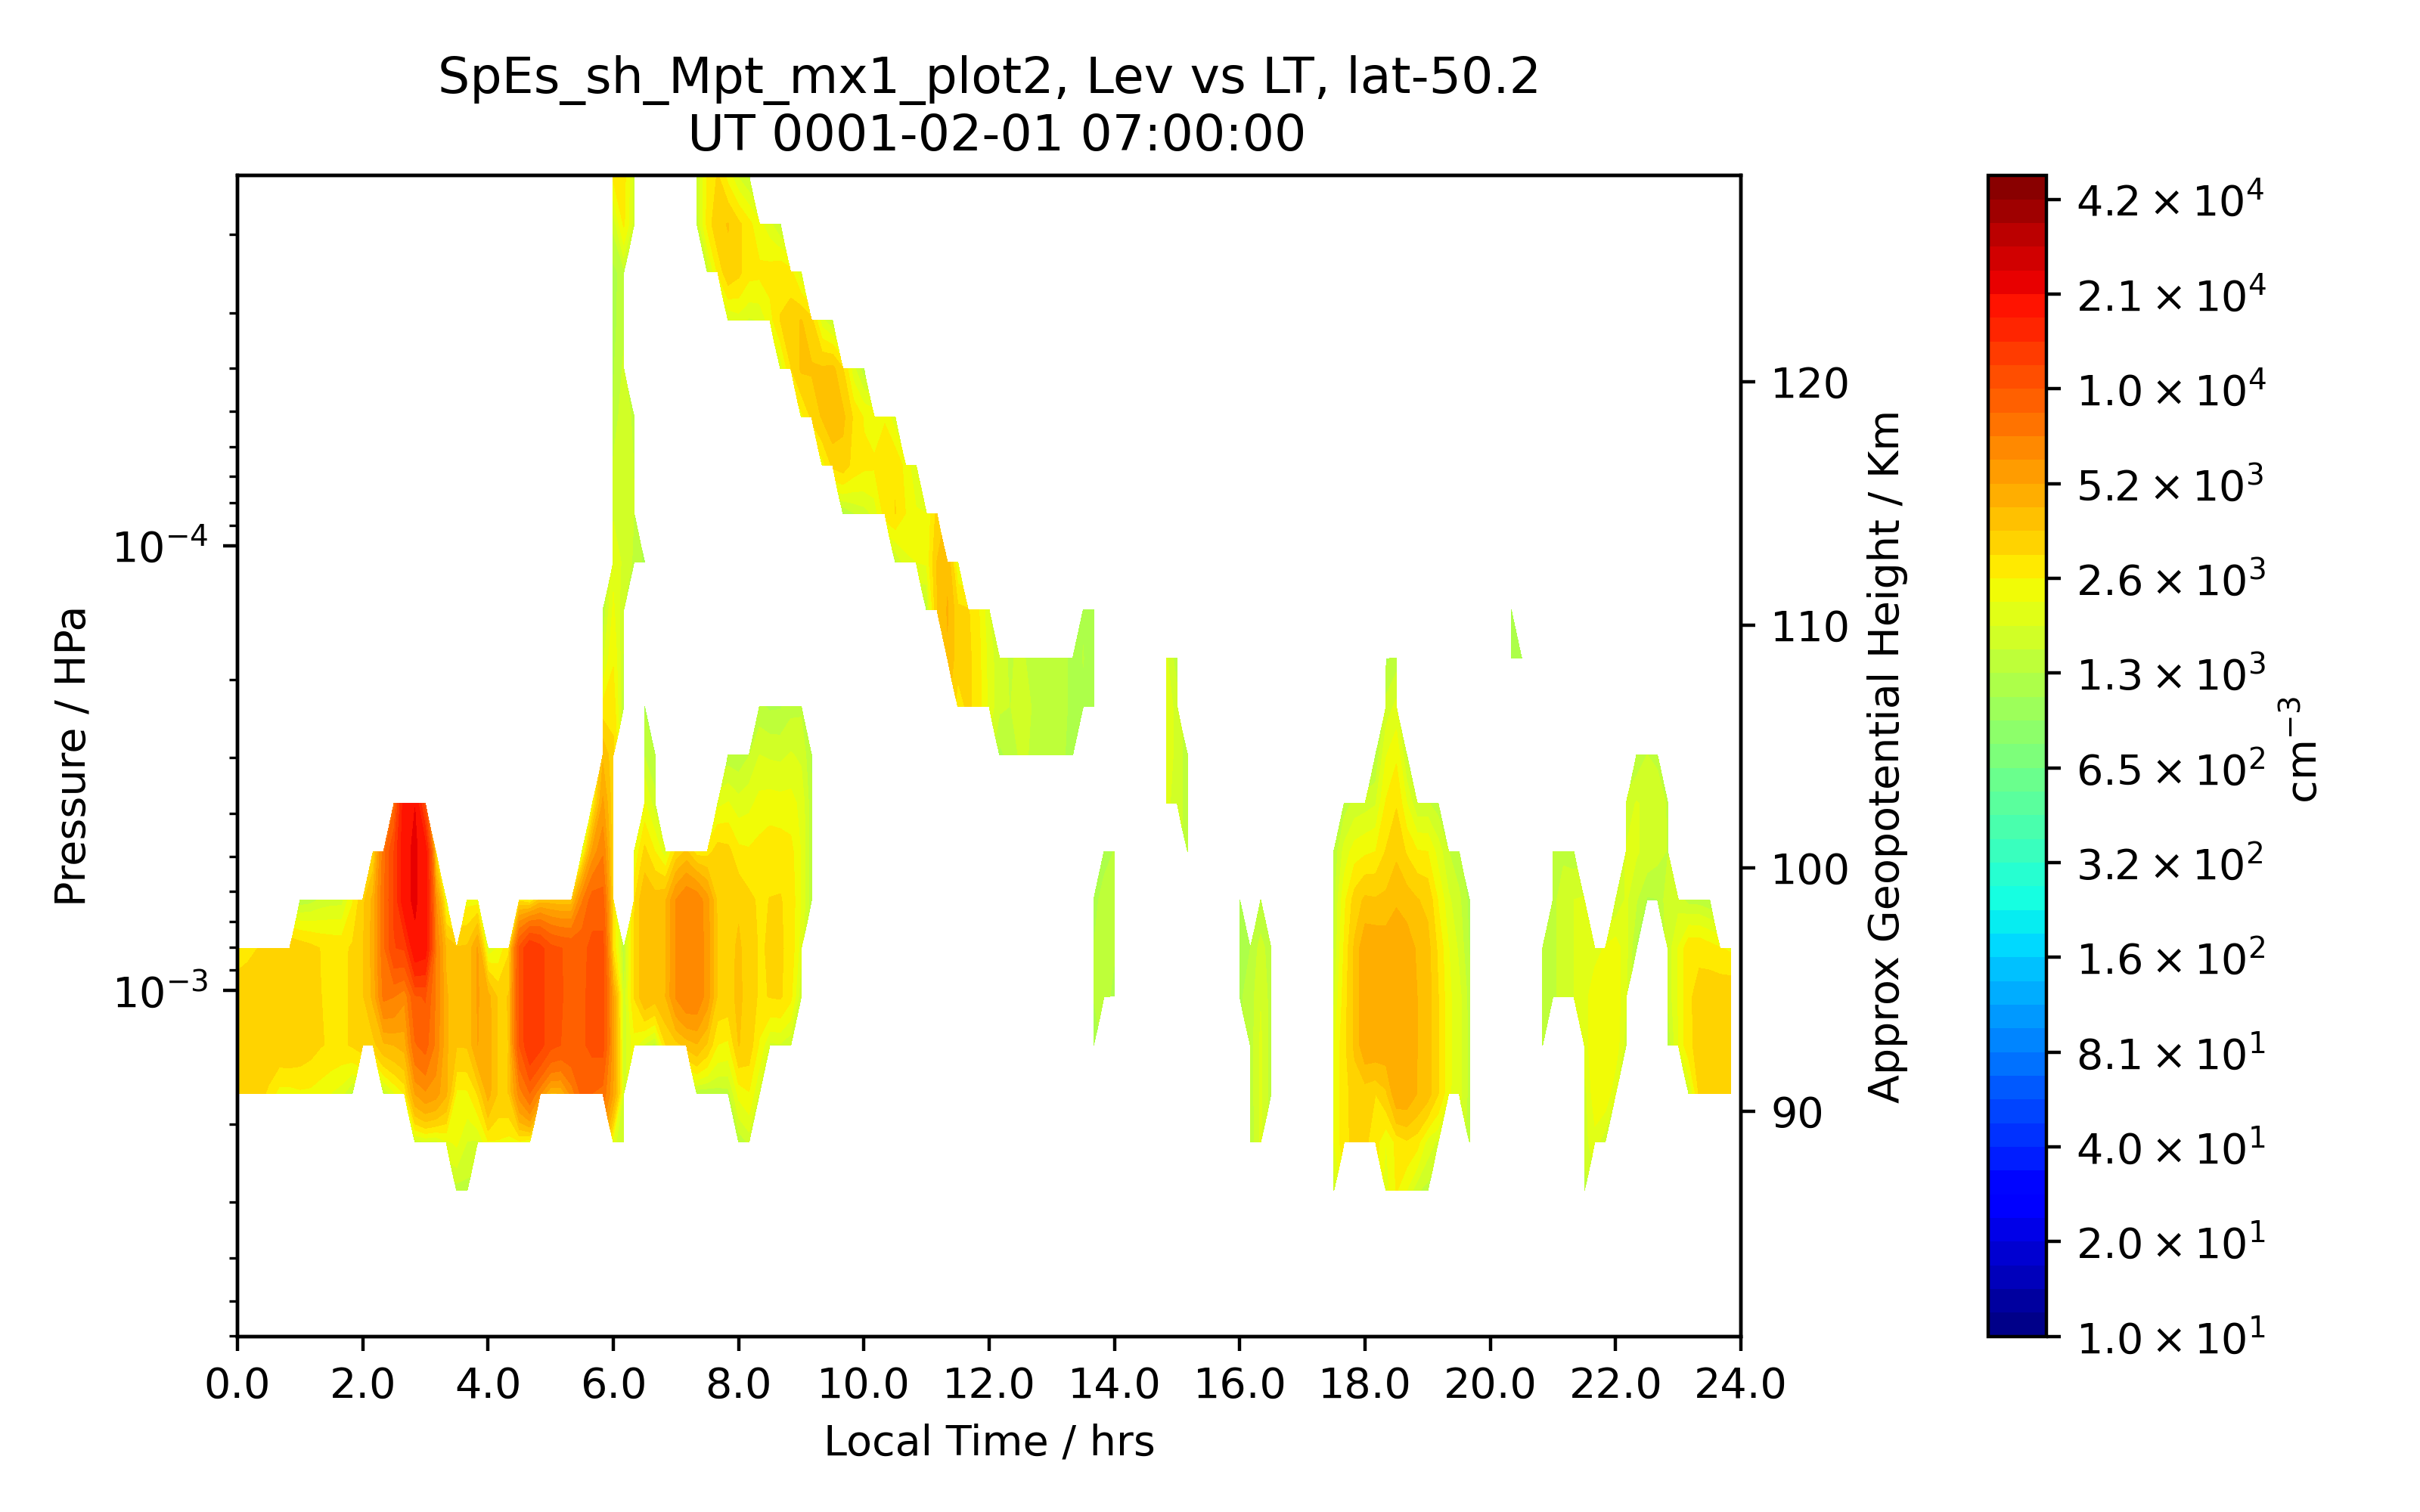 SpEs_sh_Mpt_mx1_plot2, Lev vs LT, lat-50.2
UT 0001-02-01 07:00:00
Pressure / HPa
10⁻⁴
10⁻³
0.0 2.0 4.0 6.0 8.0 10.0 12.0 14.0 16.0 18.0 20.0 22.0 24.0
Local Time / hrs
120
110
100
90
Approx Geopotential Height / Km
4.2 × 10⁴
2.1 × 10⁴
1.0 × 10⁴
5.2 × 10³
2.6 × 10³
1.3 × 10³
6.5 × 10²
3.2 × 10²
1.6 × 10²
8.1 × 10¹
4.0 × 10¹
2.0 × 10¹
1.0 × 10¹
cm⁻³